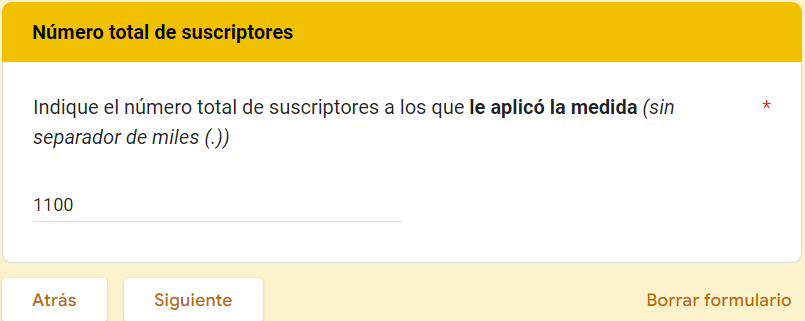 Número total de suscriptores
Indique el número total de suscriptores a los que le aplicó la medida (sin *
separador de miles (.))
1100
Atrás Siguiente Borrar formulario